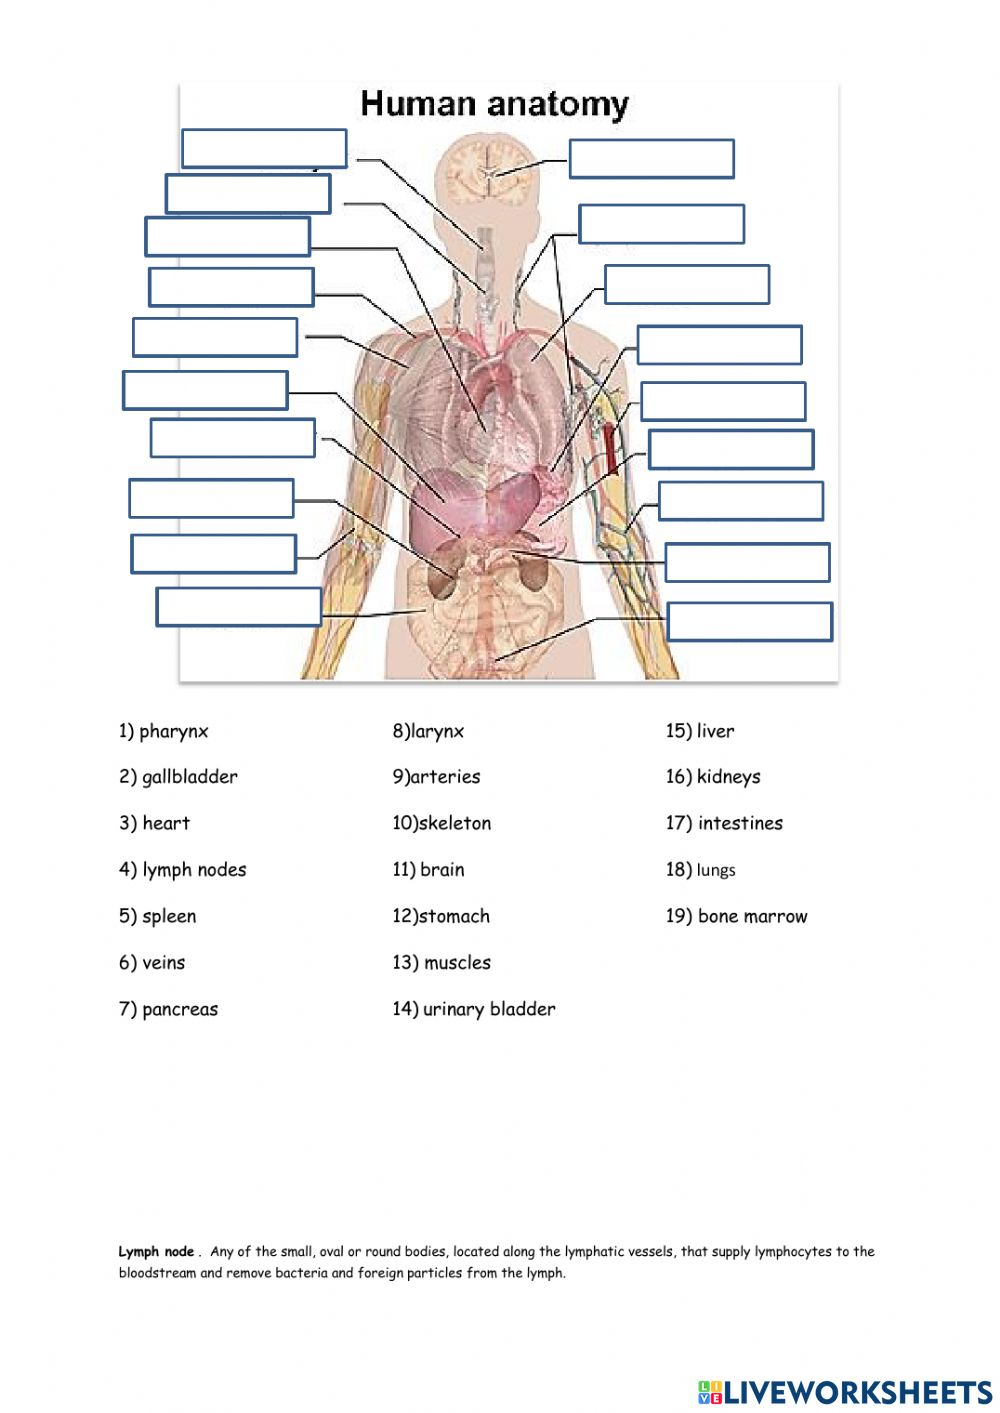 Human anatomy
1) pharynx
2) gallbladder
3) heart
4) lymph nodes
5) spleen
6) veins
7) pancreas
8)larynx
9)arteries
10)skeleton
11) brain
12)stomach
13) muscles
14) urinary bladder
15) liver
16) kidneys
17) intestines
18) lungs
19) bone marrow
Lymph node . Any of the small, oval or round bodies, located along the lymphatic vessels, that supply lymphocytes to the
bloodstream and remove bacteria and foreign particles from the lymph.
LIVE LIVEWORKSHEETS